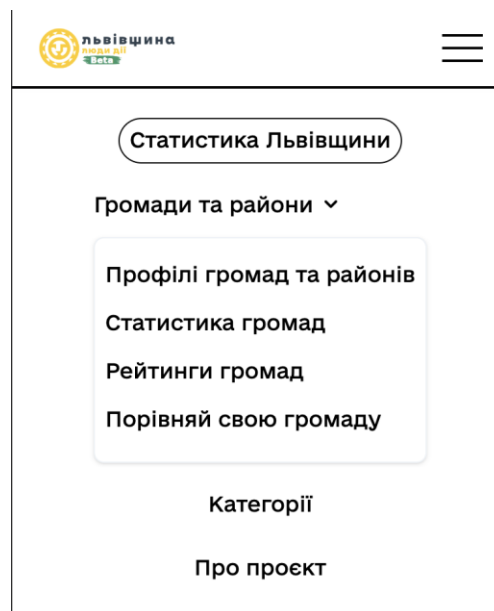 львівщина
люди дії
Beta
Статистика Львівщини
Громади та райони
Профілі громад та районів
Статистика громад
Рейтинги громад
Порівняй свою громаду
Категорії
Про проєкт